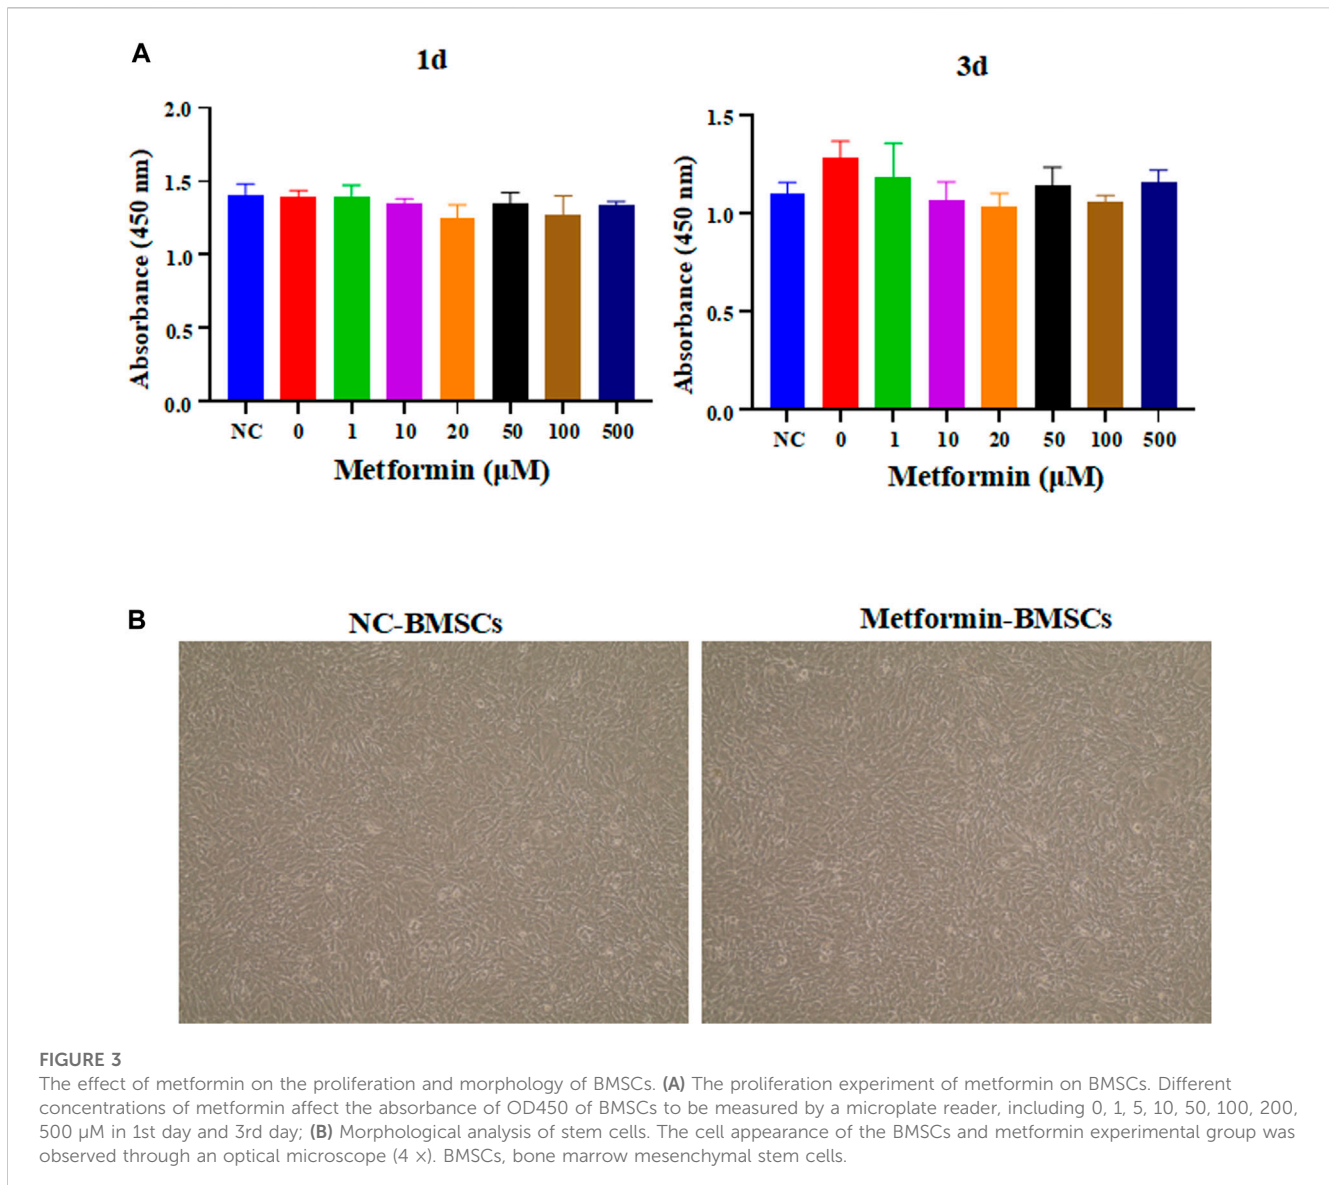 A
1d
2.0
1.5
1.0
0.5
0.0
Absorbance (450 nm)
NC 0 1 10 20 50 100 500
Metformin (µM)
3d
1.5
1.0
0.5
0.0
Absorbance (450 nm)
NC 0 1 10 20 50 100 500
Metformin (µM)
B
NC-BMSCs
Metformin-BMSCs
FIGURE 3
The effect of metformin on the proliferation and morphology of BMSCs. (A) The proliferation experiment of metformin on BMSCs. Different
concentrations of metformin affect the absorbance of OD450 of BMSCs to be measured by a microplate reader, including 0, 1, 5, 10, 50, 100, 200,
500 µM in 1st day and 3rd day; (B) Morphological analysis of stem cells. The cell appearance of the BMSCs and metformin experimental group was
observed through an optical microscope (4 ×). BMSCs, bone marrow mesenchymal stem cells.